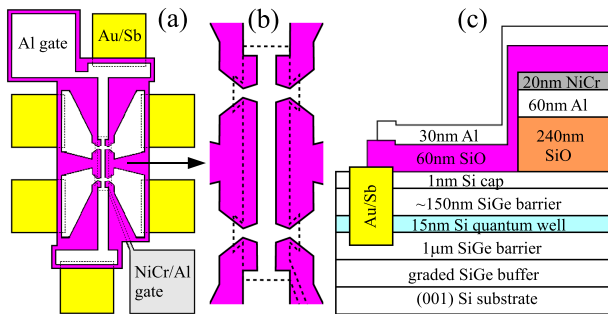 (a)
Al gate
Au/Sb
NiCr/Al
gate
(b)
(c)
20nm NiCr
60nm Al
240nm
SiO
30nm Al
60nm SiO
1nm Si cap
~150nm SiGe barrier
15nm Si quantum well
1μm SiGe barrier
graded SiGe buffer
(001) Si substrate
Au/Sb